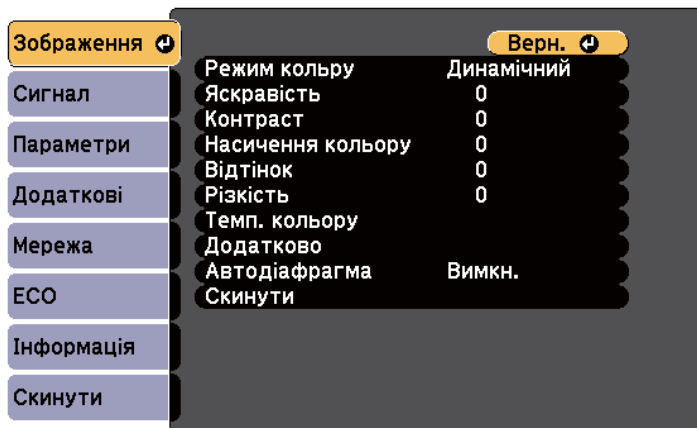 Зображення
Сигнал
Параметри
Додаткові
Мережа
ECO
Інформація
Скинути
Верн.
Режим кольру Динамічний
Яскравість 0
Контраст 0
Насичення кольору 0
Відтінок 0
Різкість 0
Темп. кольору
Додатково
Автодіафрагма Вимкн.
Скинути